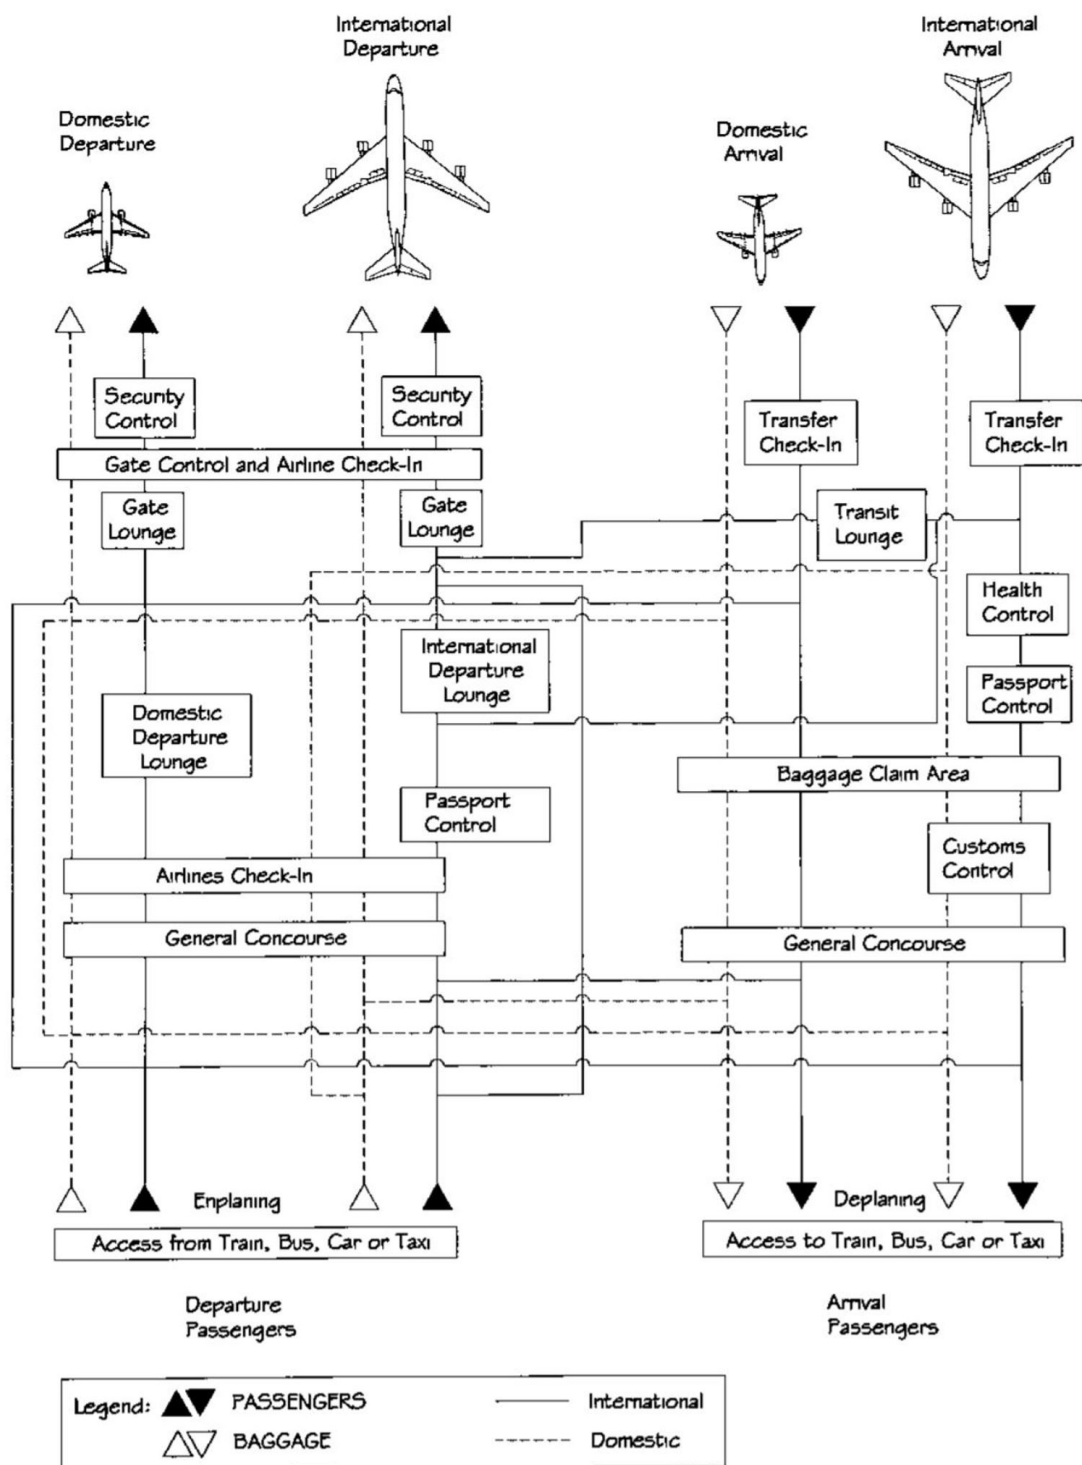 International
Departure
International
Arrival
Domestic
Departure
Domestic
Arrival
Security
Control
Security
Control
Transfer
Check-In
Transfer
Check-In
Gate Control and Airline Check-In
Gate
Lounge
Gate
Lounge
Transit
Lounge
Health
Control
International
Departure
Lounge
Passport
Control
Domestic
Departure
Lounge
Baggage Claim Area
Passport
Control
Customs
Control
Airlines Check-In
General Concourse
General Concourse
Enplaning
Deplaning
Access from Train, Bus, Car or Taxi
Access to Train, Bus, Car or Taxi
Departure
Passengers
Arrival
Passengers
Legend: PASSENGERS International
BAGGAGE Domestic